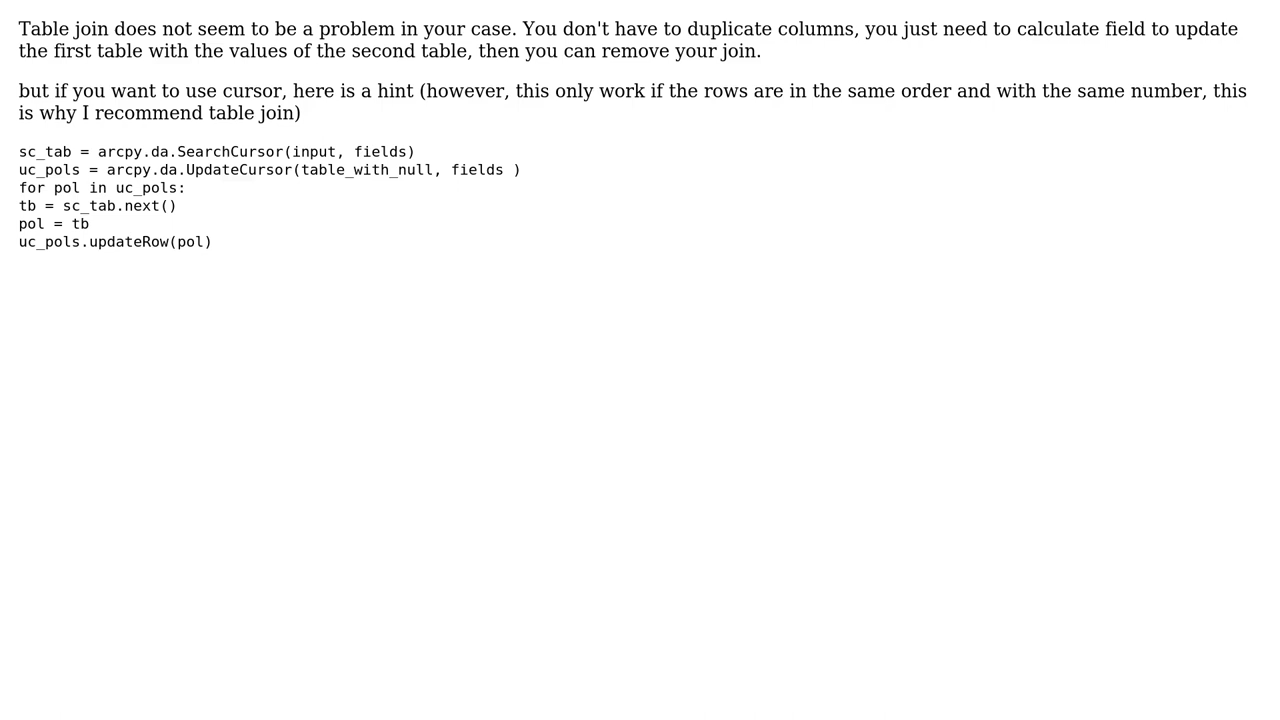 Table join does not seem to be a problem in your case. You don't have to duplicate columns, you just need to calculate field to update
the first table with the values of the second table, then you can remove your join.
but if you want to use cursor, here is a hint (however, this only work if the rows are in the same order and with the same number, this
is why I recommend table join)
sc_tab = arcpy.da.SearchCursor(input, fields)
uc_pols = arcpy.da.UpdateCursor(table_with_null, fields )
for pol in uc_pols:
tb = sc_tab.next()
pol = tb
uc_pols.updateRow(pol)